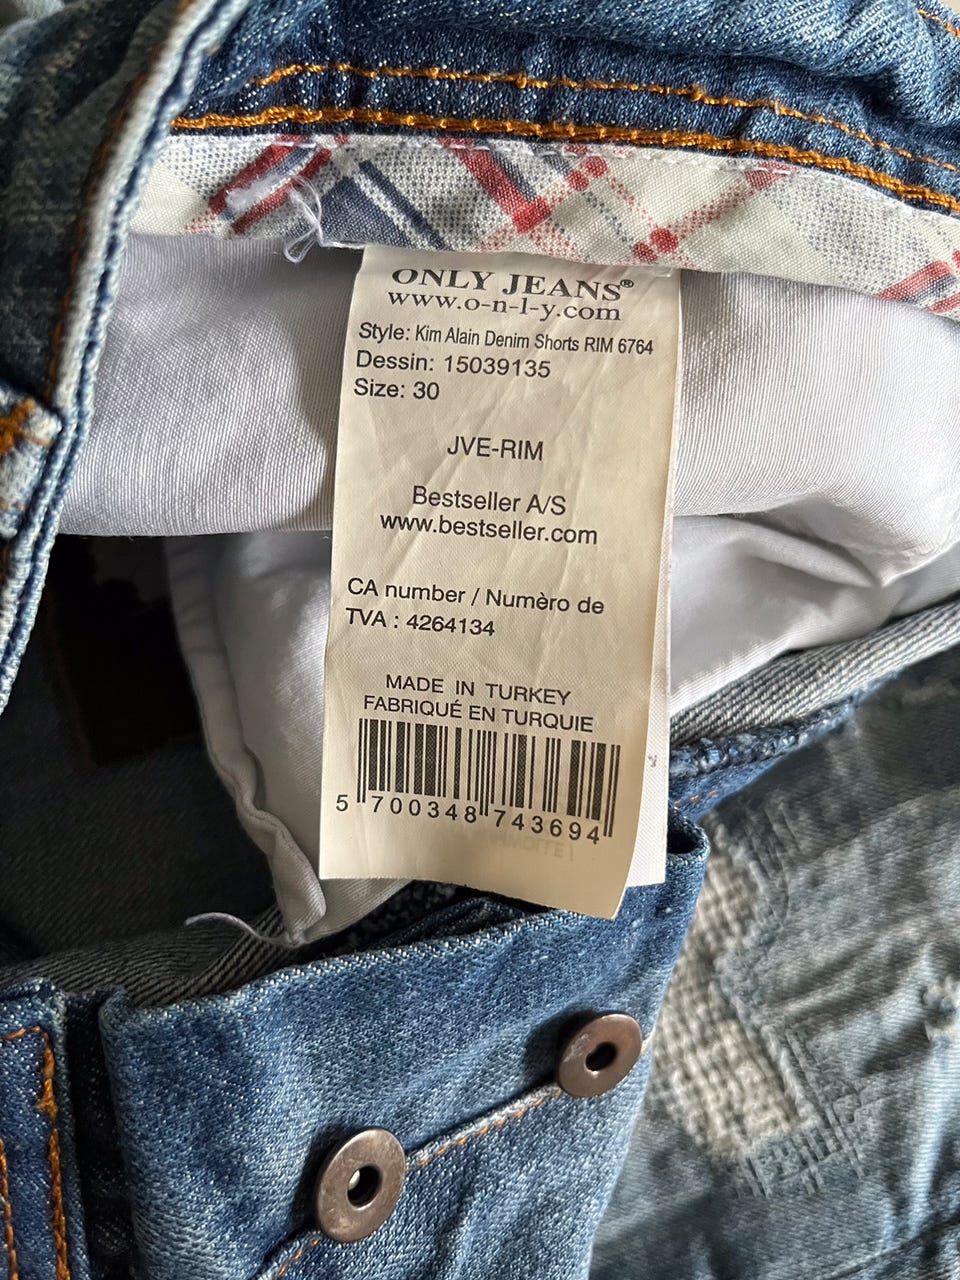 ONLY JEANS®
www.o-n-l-y.com
Style: Kim Alain Denim Shorts RIM 6764
Dessin: 15039135
Size: 30
JVE-RIM
Bestseller A/S
www.bestseller.com
CA number / Numèro de
TVA : 4264134
MADE IN TURKEY
FABRIQUÉ EN TURQUIE
5 700348 743694